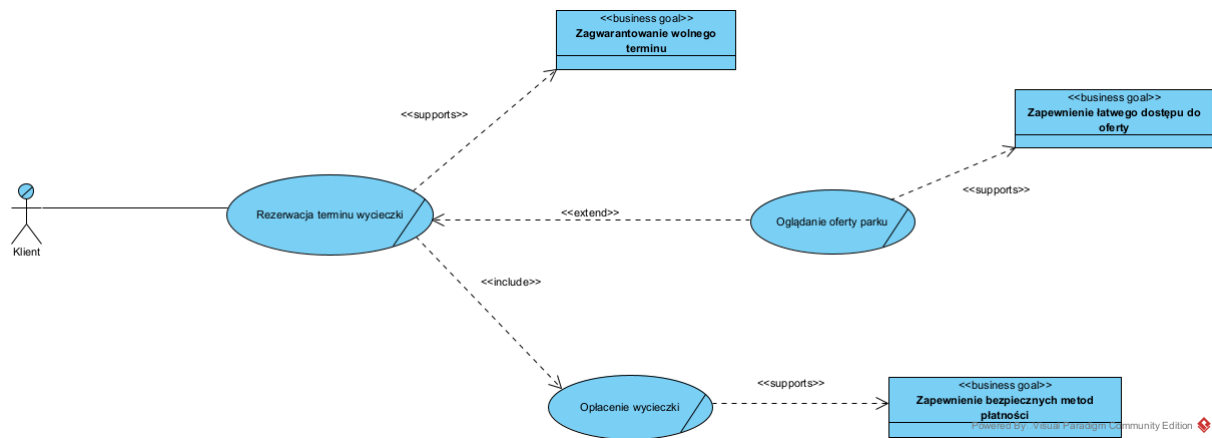 <<business goal>>
Zagwarantowanie wolnego
terminu
<<business goal>>
Zapewnienie łatwego dostępu do
oferty
<<supports>>
<<supports>>
Rezerwacja terminu wycieczki
<<extend>>
Oglądanie oferty parku
Klient
<<include>>
<<supports>>
<<business goal>>
Zapewnienie bezpiecznych metod
płatności
Opłacenie wycieczki
Powered By Visual Paradigm Community Edition